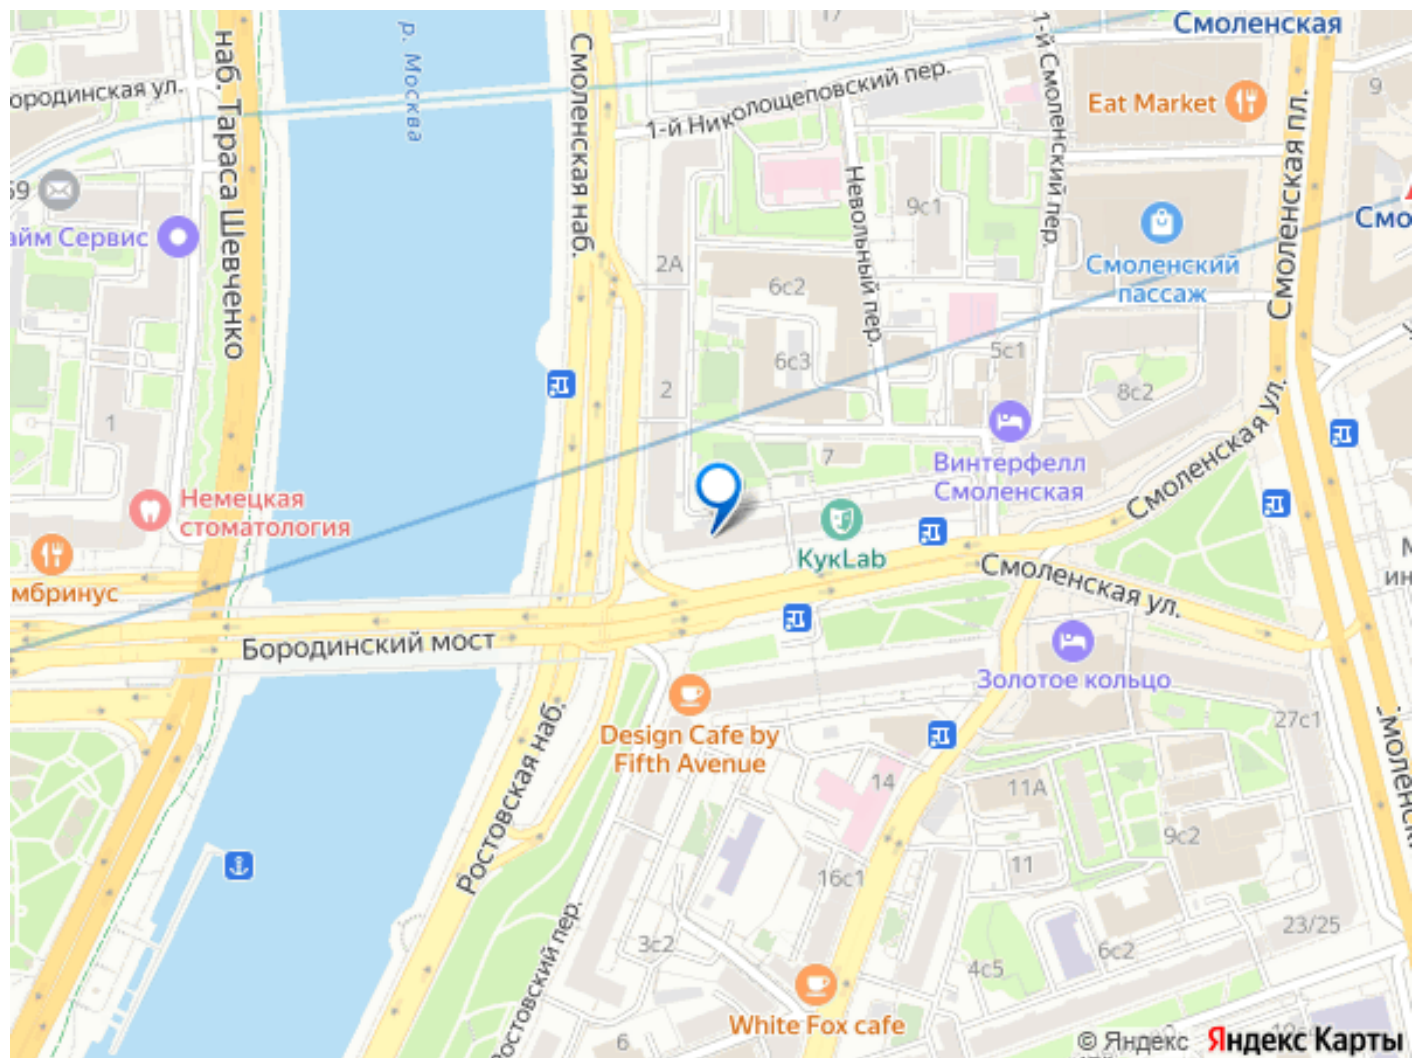 17
Смоленская
ородинская ул.
наб. Тараса Шевченко
р. Москва
Смоленская наб.
1-й Николощеповский пер.
1-й Смоленский пер.
Eat Market
9
Смоленская пл.
59
айм Сервис
Невольный пер.
9с1
Смо
2А
6с2
Смоленский
пассаж
6с3
5с1
2
8с2
1
7
Винтерфелл
Смоленская
Смоленская ул.
Немецкая
стоматология
КукLab
мбринус
Смоленская ул.
М
ин
Бородинский мост
Золотое кольцо
Ростовская наб.
Design Cafe by
Fifth Avenue
27с1
14
11А
9с2
11
16с1
23/25
3с2
6с2
4с5
Ростовский пер.
White Fox cafe
6
© Яндекс Яндекс Карты